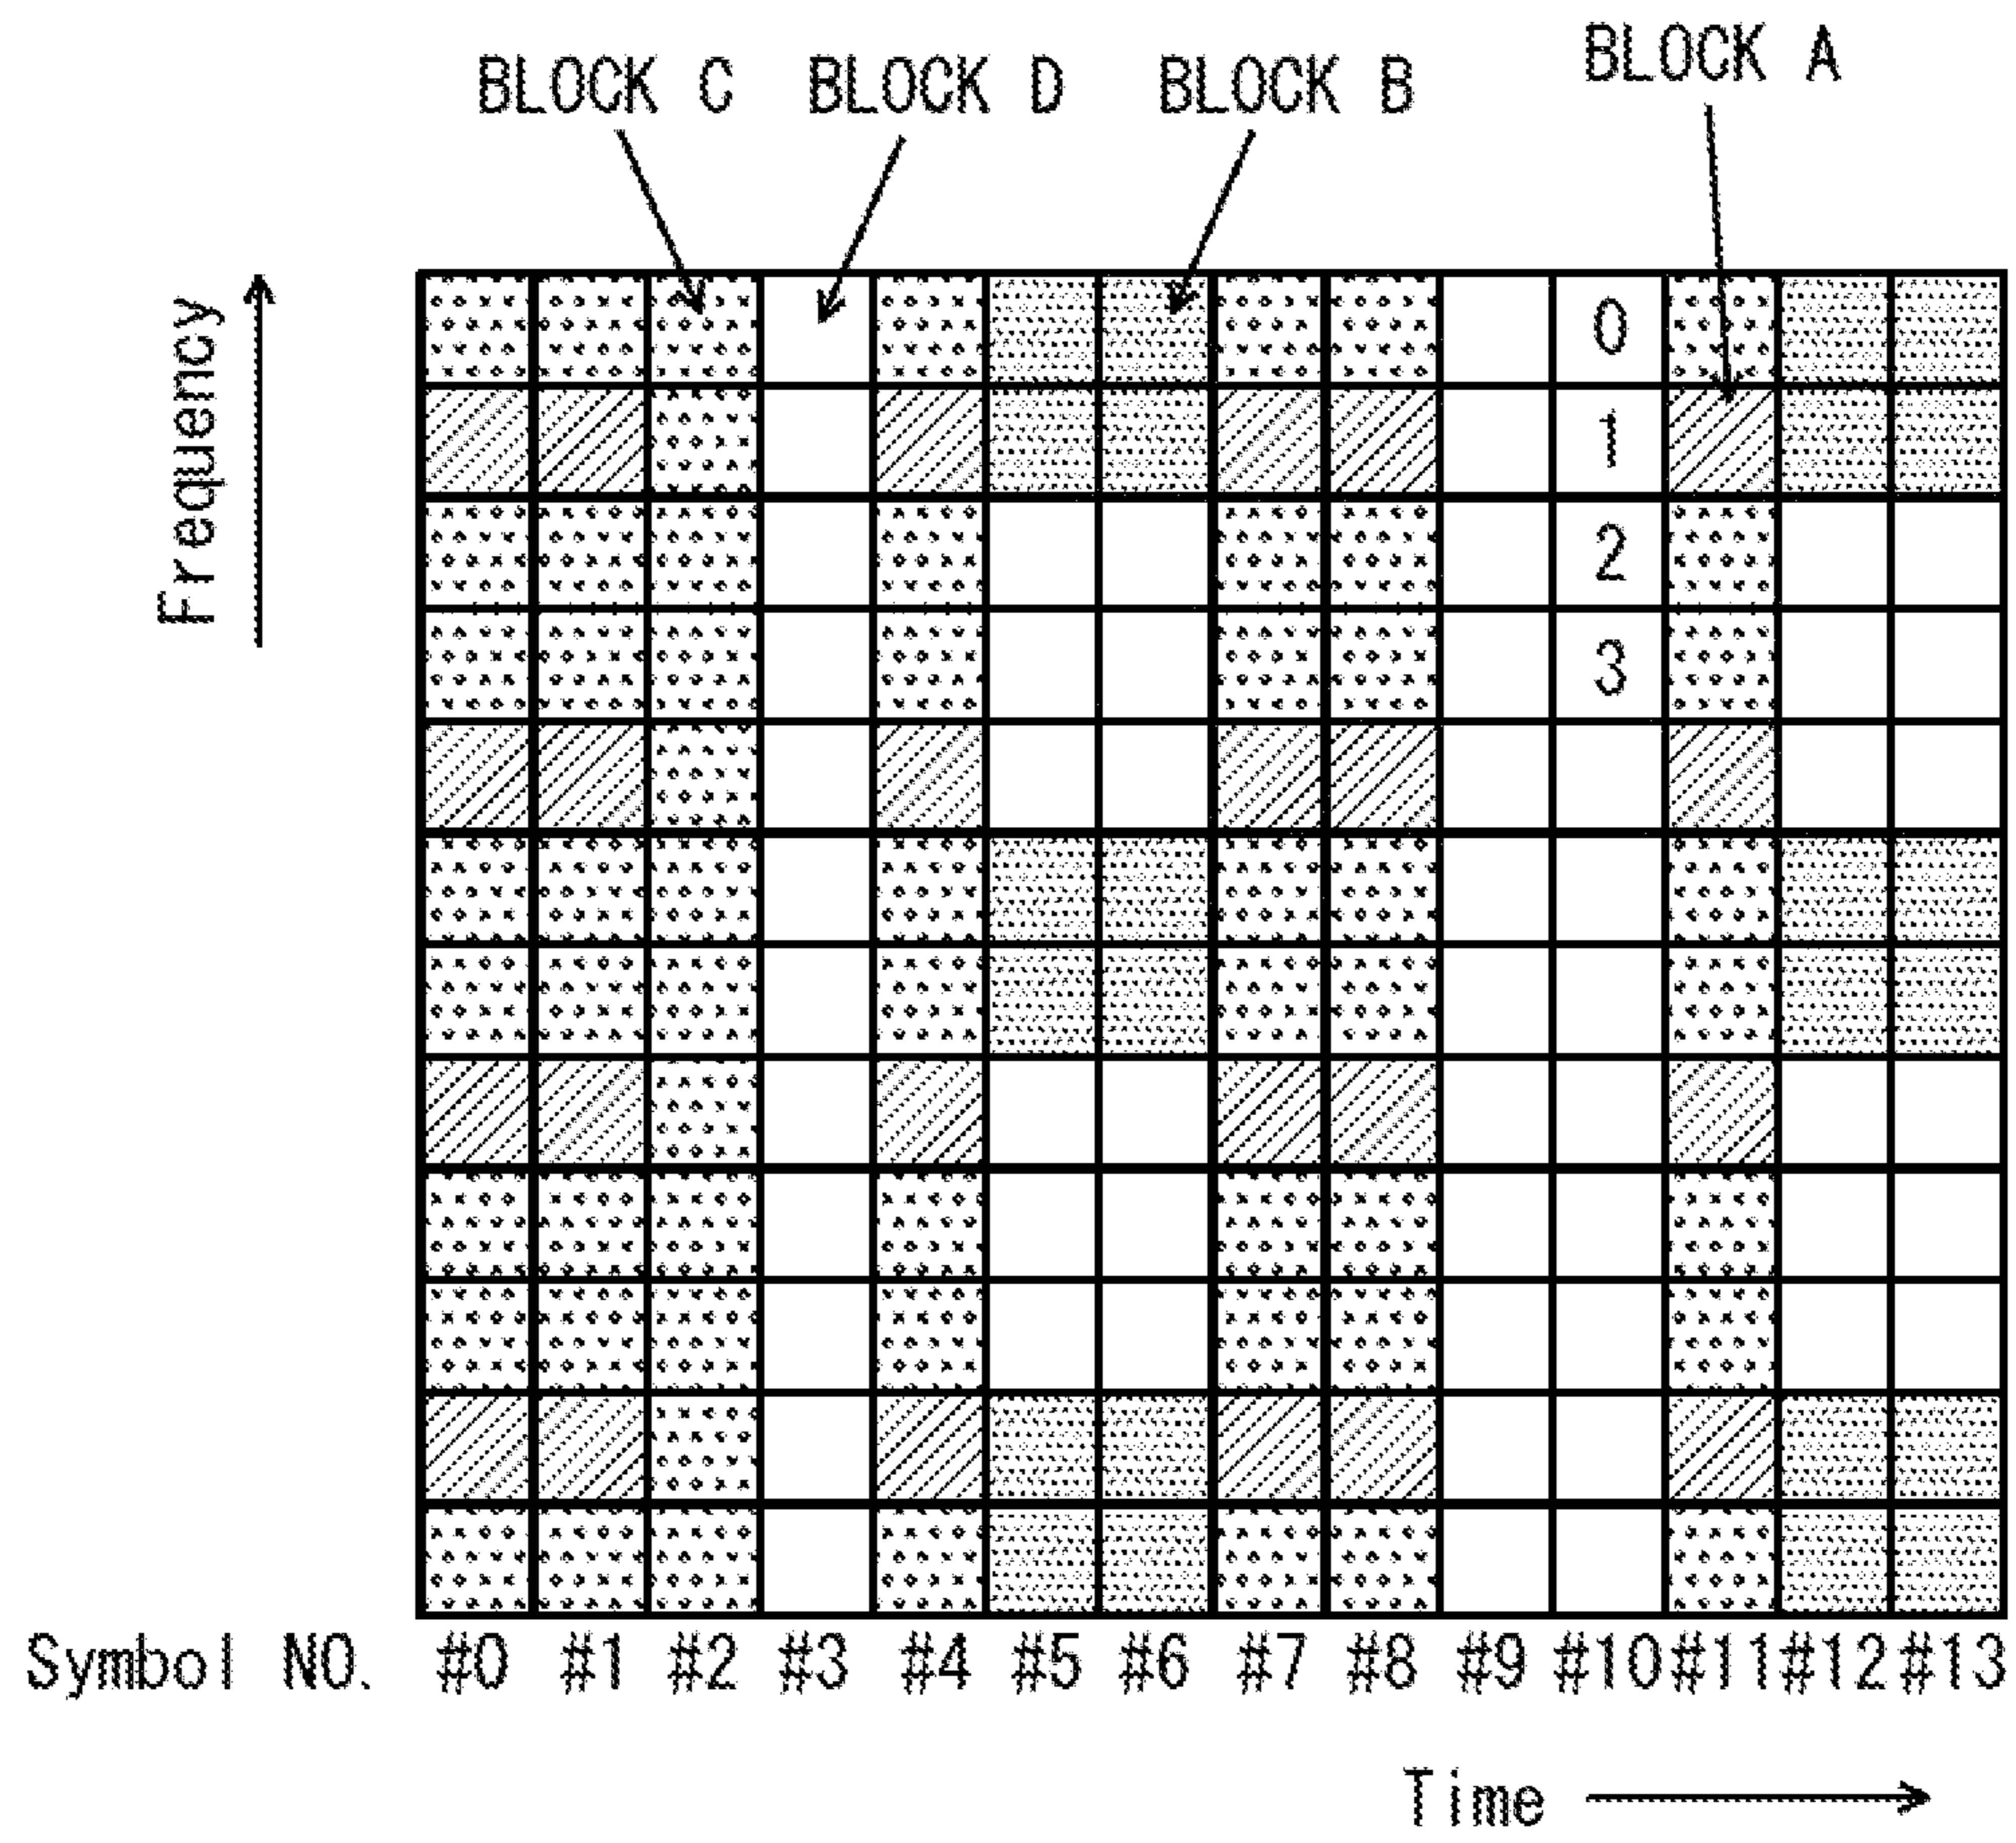 BLOCK C BLOCK D BLOCK B BLOCK A
Frequency
0
1
2
3
Symbol NO. #0 #1 #2 #3 #4 #5 #6 #7 #8 #9 #10 #11 #12 #13
Time